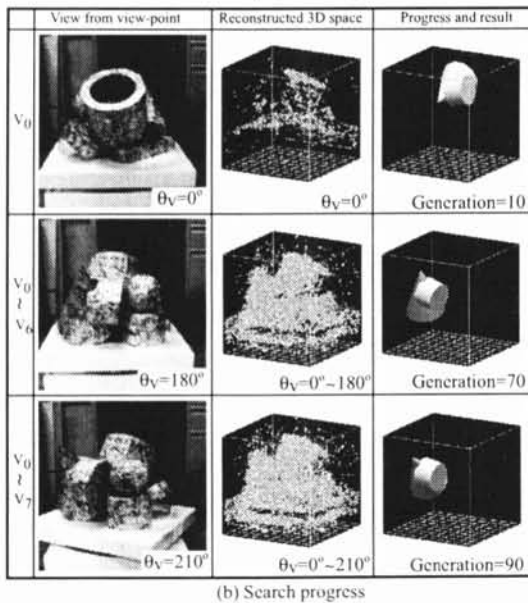 View from view-point Reconstructed 3D space Progress and result
V0 θV=0° θV=0° Generation=10
V0 ~ V6 θV=180° θV=0°~180° Generation=70
V0 ~ V7 θV=210° θV=0°~210° Generation=90
(b) Search progress